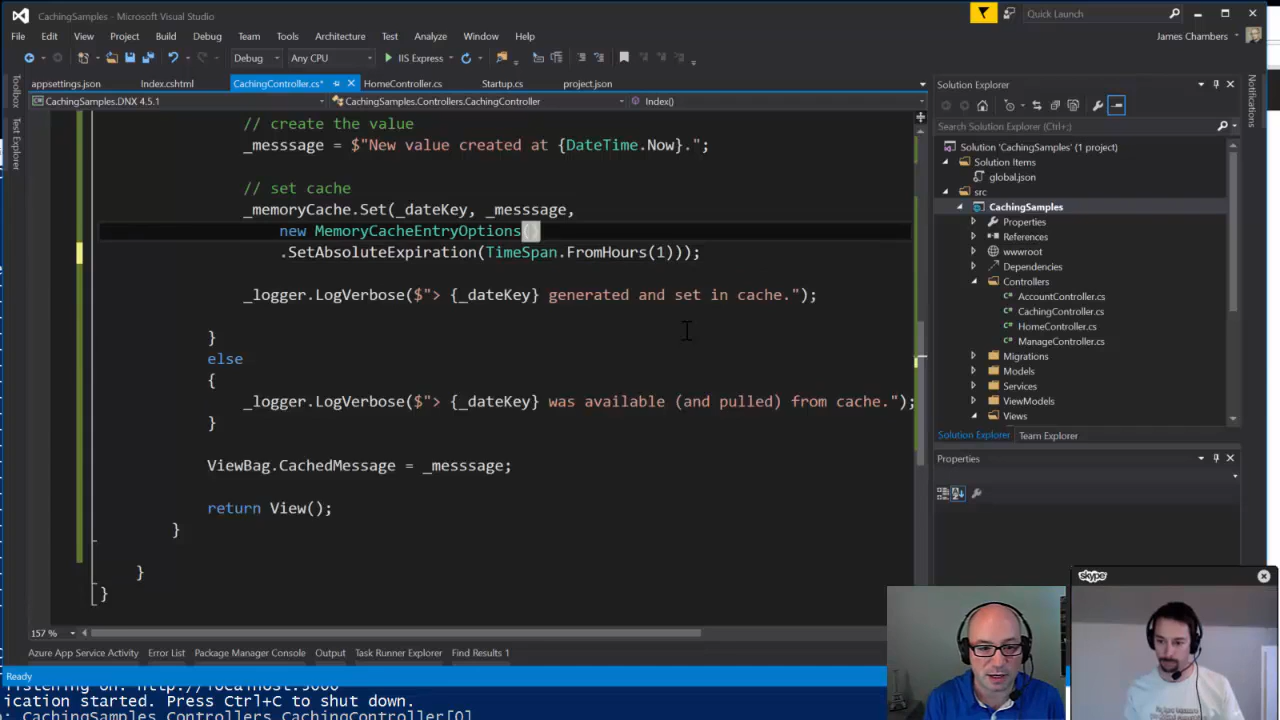 CachingSamples - Microsoft Visual Studio
Quick Launch
File Edit View Project Build Debug Team Tools Architecture Test Analyze Window Help
James Chambers
Debug Any CPU IIS Express
appsettings.json Index.cshtml CachingController.cs* HomeController.cs Startup.cs project.json
Solution Explorer
CachingSamples.DNX 4.5.1 CachingSamples.Controllers.CachingController Index()
Toolbox
Test Explorer
Notifications
// create the value
_messsage = $"New value created at {DateTime.Now}.";
// set cache
_memoryCache.Set(_dateKey, _messsage,
new MemoryCacheEntryOptions()
.SetAbsoluteExpiration(TimeSpan.FromHours(1)));
_logger.LogVerbose($"> {_dateKey} generated and set in cache.");
}
else
{
_logger.LogVerbose($"> {_dateKey} was available (and pulled) from cache.");
}
ViewBag.CachedMessage = _messsage;
return View();
}
}
}
Search Solution Explorer (Ctrl+;)
Solution 'CachingSamples' (1 project)
Solution Items
global.json
src
CachingSamples
Properties
References
wwwroot
Dependencies
Controllers
AccountController.cs
CachingController.cs
HomeController.cs
ManageController.cs
Migrations
Models
Services
ViewModels
Views
Solution Explorer Team Explorer
Properties
157 %
Azure App Service Activity Error List Package Manager Console Output Task Runner Explorer Find Results 1
Ready
ication started. Press Ctrl+C to shut down.
: CachingSamples.Controllers.CachingController[0]
skype